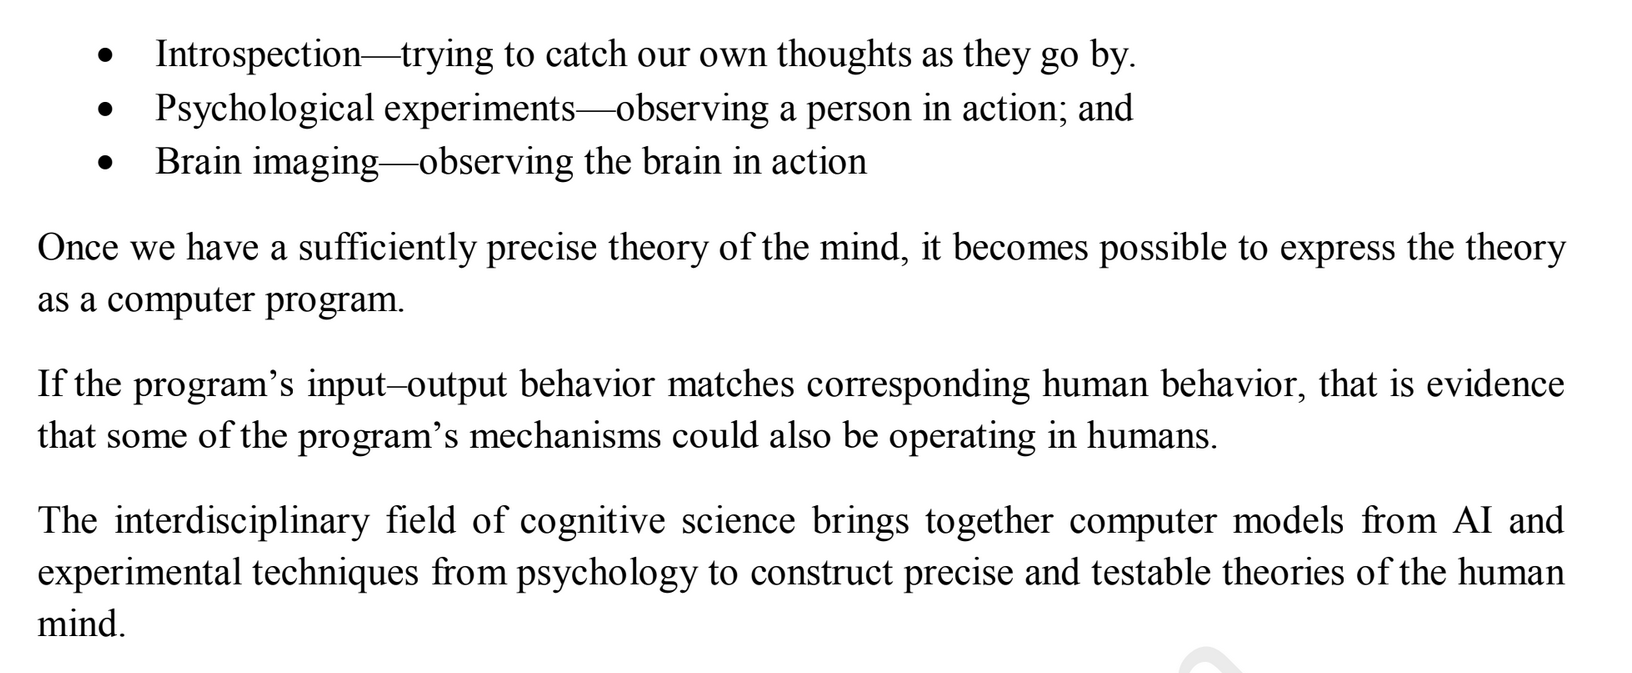 • Introspection—trying to catch our own thoughts as they go by.
• Psychological experiments—observing a person in action; and
• Brain imaging—observing the brain in action
Once we have a sufficiently precise theory of the mind, it becomes possible to express the theory
as a computer program.
If the program’s input–output behavior matches corresponding human behavior, that is evidence
that some of the program’s mechanisms could also be operating in humans.
The interdisciplinary field of cognitive science brings together computer models from AI and
experimental techniques from psychology to construct precise and testable theories of the human
mind.